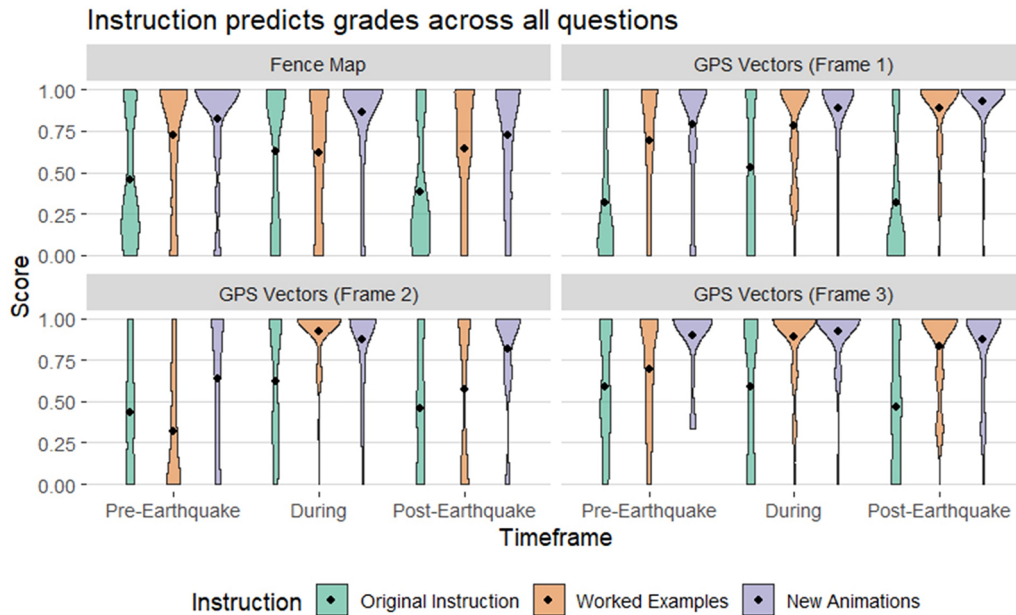 Instruction predicts grades across all questions
Fence Map
GPS Vectors (Frame 1)
1.00
0.75
0.50
0.25
0.00
Score
GPS Vectors (Frame 2)
GPS Vectors (Frame 3)
1.00
0.75
0.50
0.25
0.00
Pre-Earthquake During Post-Earthquake
Pre-Earthquake During Post-Earthquake
Timeframe
Instruction Original Instruction Worked Examples New Animations